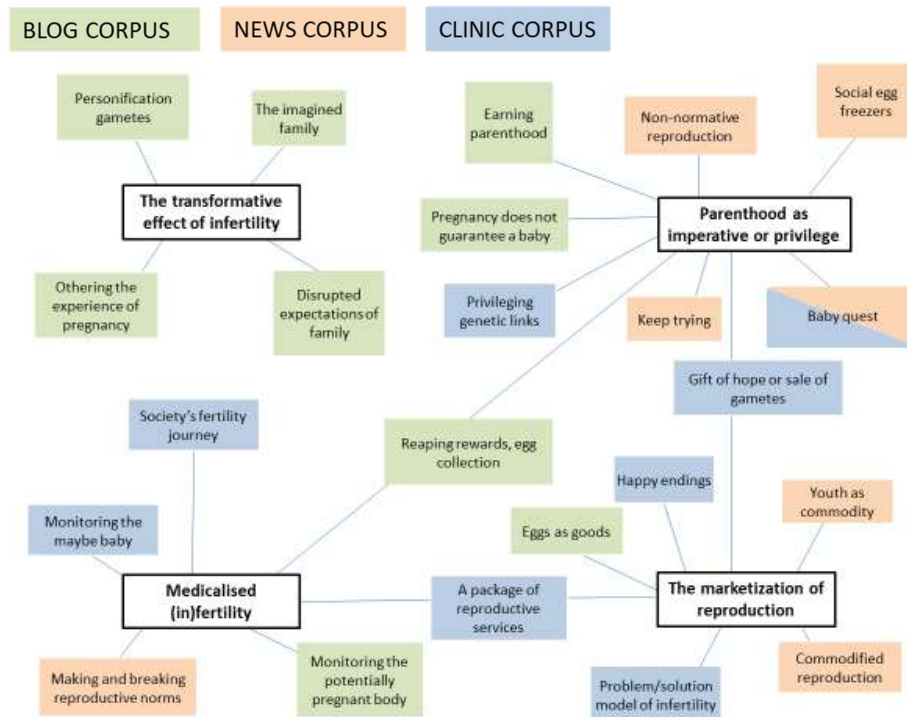 BLOG CORPUS
NEWS CORPUS
CLINIC CORPUS
Personification
gametes
The imagined
family
The transformative
effect of infertility
Othering the
experience of
pregnancy
Disrupted
expectations of
family
Earning
parenthood
Non-normative
reproduction
Social egg
freezers
Pregnancy does not
guarantee a baby
Parenthood as
imperative or privilege
Privileging
genetic links
Keep trying
Baby quest
Gift of hope or sale of
gametes
Society's fertility
journey
Reaping rewards, egg
collection
Monitoring the
maybe baby
Happy endings
Youth as
commodity
Eggs as goods
Medicalised
(in)fertility
A package of
reproductive
services
The marketization of
reproduction
Making and breaking
reproductive norms
Monitoring the
potentially
pregnant body
Problem/solution
model of infertility
Commodified
reproduction